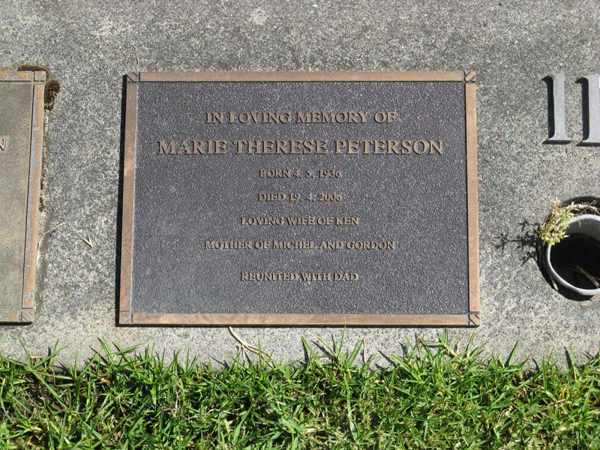 IN LOVING MEMORY OF
MARIE THERESE PETERSON
BORN 4. 5. 1936
DIED 19. 4. 2006
LOVING WIFE OF KEN
MOTHER OF MICHEL AND GORDON
REUNITED WITH DAD